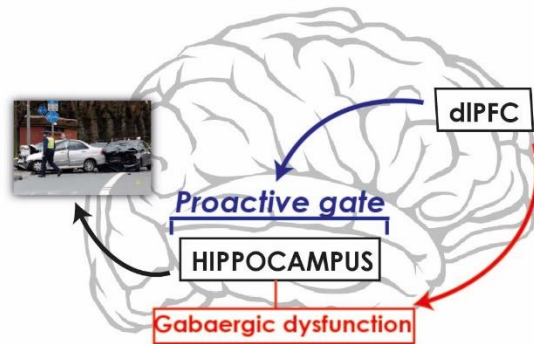 dlPFC
Proactive gate
HIPPOCAMPUS
Gabaergic dysfunction